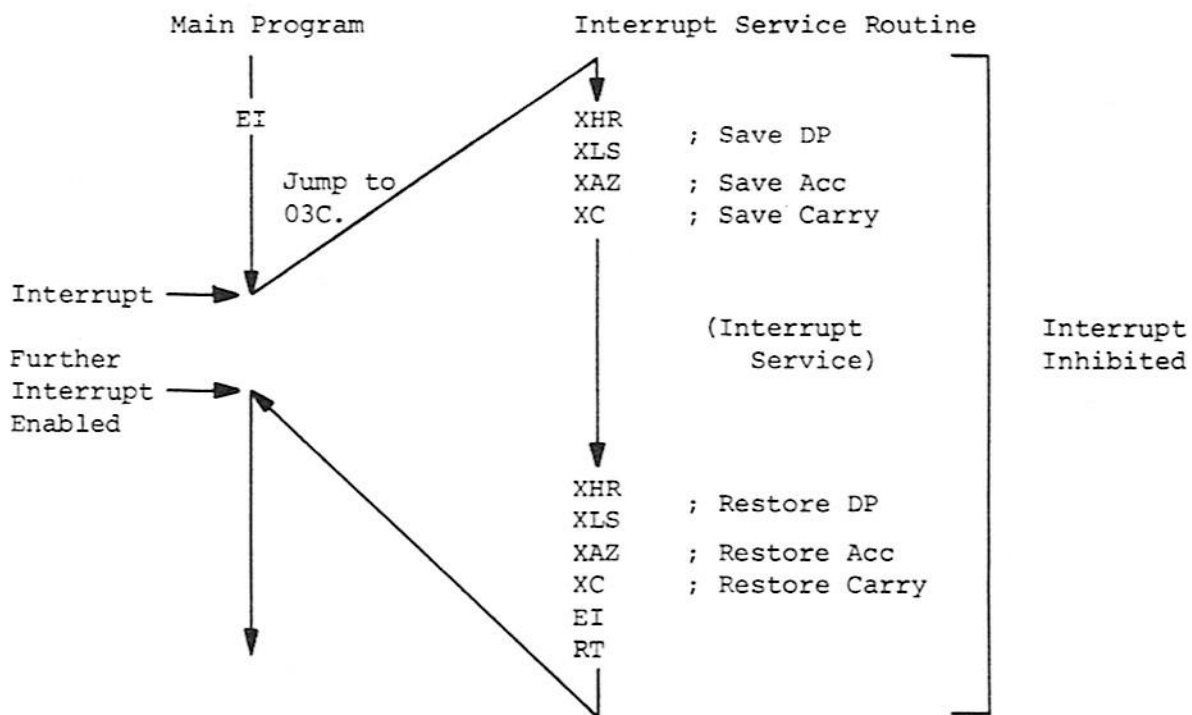 Main Program
Interrupt Service Routine
EI
Jump to
03C.
Interrupt
Further
Interrupt
Enabled
XHR
XLS
; Save DP
XAZ ; Save Acc
XC ; Save Carry
(Interrupt
Service)
Interrupt
Inhibited
XHR
XLS
; Restore DP
XAZ ; Restore Acc
XC ; Restore Carry
EI
RT